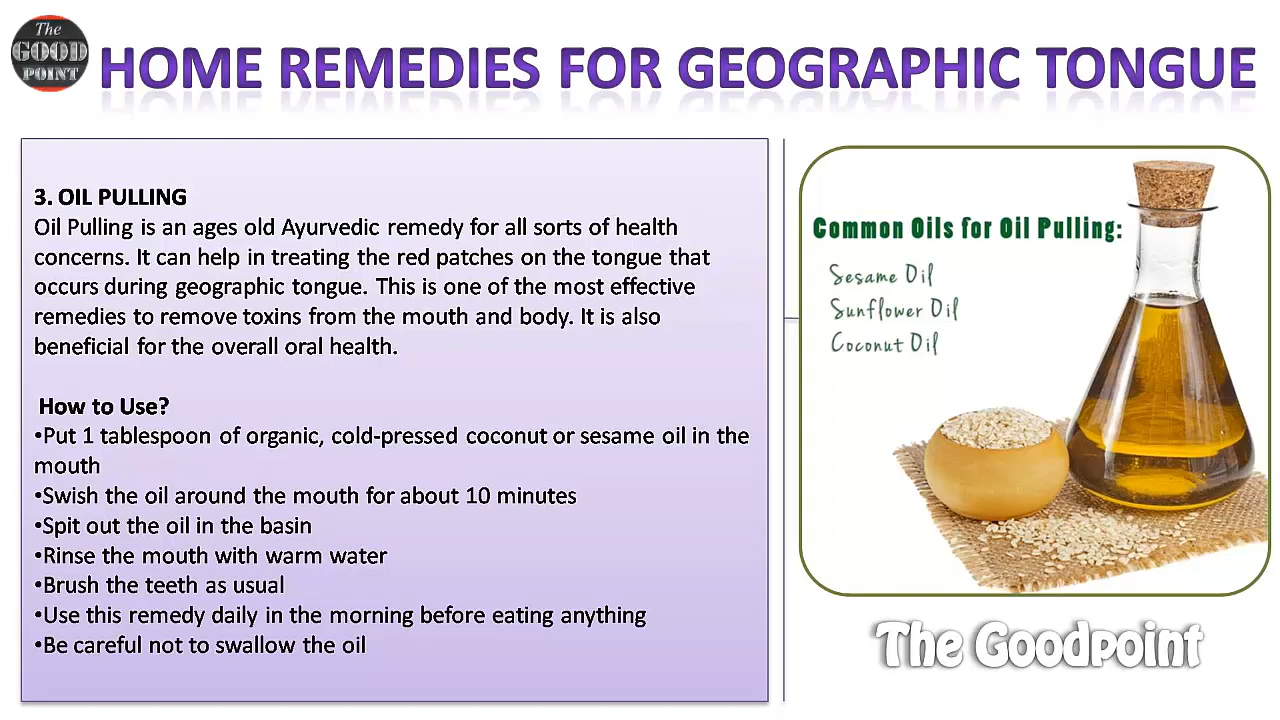 The
GOOD
POINT
HOME REMEDIES FOR GEOGRAPHIC TONGUE
3. OIL PULLING
Oil Pulling is an ages old Ayurvedic remedy for all sorts of health
concerns. It can help in treating the red patches on the tongue that
occurs during geographic tongue. This is one of the most effective
remedies to remove toxins from the mouth and body. It is also
beneficial for the overall oral health.
How to Use?
•Put 1 tablespoon of organic, cold-pressed coconut or sesame oil in the
mouth
•Swish the oil around the mouth for about 10 minutes
•Spit out the oil in the basin
•Rinse the mouth with warm water
•Brush the teeth as usual
•Use this remedy daily in the morning before eating anything
•Be careful not to swallow the oil
Common Oils for Oil Pulling:
Sesame Oil
Sunflower Oil
Coconut Oil
The Goodpoint